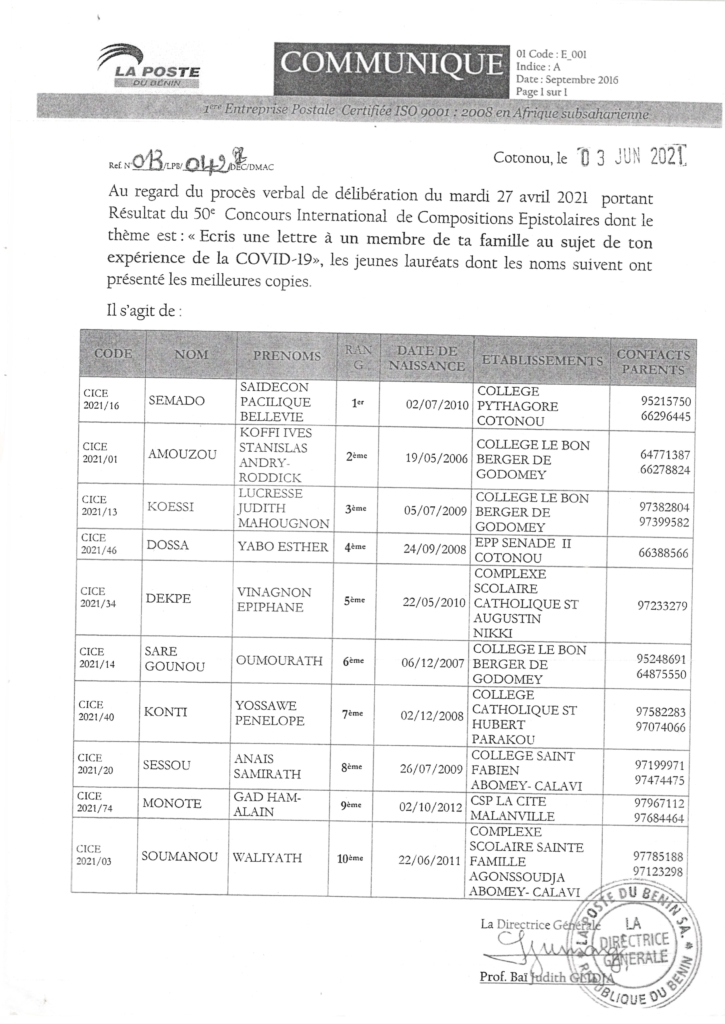 LA POSTE
DU BENIN
COMMUNIQUE
01 Code : E_001
Indice : A
Date : Septembre 2016
Page 1 sur 1
1ère Entreprise Postale Certifiée ISO 9001 : 2008 en Afrique subsaharienne
Ref. N° 013/LPB/ 042 /DEC/DMAC
Cotonou, le 03 JUN 2021
Au regard du procès verbal de délibération du mardi 27 avril 2021 portant
Résultat du 50e Concours International de Compositions Epistolaires dont le
thème est : « Ecris une lettre à un membre de ta famille au sujet de ton
expérience de la COVID-19», les jeunes lauréats dont les noms suivent ont
présenté les meilleures copies.
Il s'agit de :
CODE NOM PRENOMS RAN G. DATE DE NAISSANCE ETABLISSEMENTS CONTACTS PARENTS
CICE 2021/16 SEMADO SAIDECON PACILIQUE BELLEVIE 1er 02/07/2010 COLLEGE PYTHAGORE COTONOU 95215750 66296445
CICE 2021/01 AMOUZOU KOFFI IVES STANISLAS ANDRY-RODDICK 2ème 19/05/2006 COLLEGE LE BON BERGER DE GODOMEY 64771387 66278824
CICE 2021/13 KOESSI LUCRESSE JUDITH MAHOUGNON 3ème 05/07/2009 COLLEGE LE BON BERGER DE GODOMEY 97382804 97399582
CICE 2021/46 DOSSA YABO ESTHER 4ème 24/09/2008 EPP SENADE II COTONOU 66388566
CICE 2021/34 DEKPE VINAGNON EPIPHANE 5ème 22/05/2010 COMPLEXE SCOLAIRE CATHOLIQUE ST AUGUSTIN NIKKI 97233279
CICE 2021/14 SARE GOUNOU OUMOURATH 6ème 06/12/2007 COLLEGE LE BON BERGER DE GODOMEY 95248691 64875550
CICE 2021/40 KONTI YOSSAWE PENELOPE 7ème 02/12/2008 COLLEGE CATHOLIQUE ST HUBERT PARAKOU 97582283 97074066
CICE 2021/20 SESSOU ANAIS SAMIRATH 8ème 26/07/2009 COLLEGE SAINT FABIEN ABOMEY- CALAVI 97199971 97474475
CICE 2021/74 MONOTE GAD HAM-ALAIN 9ème 02/10/2012 CSP LA CITE MALANVILLE 97967112 97684464
CICE 2021/03 SOUMANOU WALIYATH 10ème 22/06/2011 COMPLEXE SCOLAIRE SAINTE FAMILLE AGONSSOUDJA ABOMEY- CALAVI 97785188 97123298
La Directrice Générale
LA POSTE DU BENIN SA.
LA
DIRECTRICE
GENERALE
REPUBLIQUE DU BENIN
Prof. Baï Judith